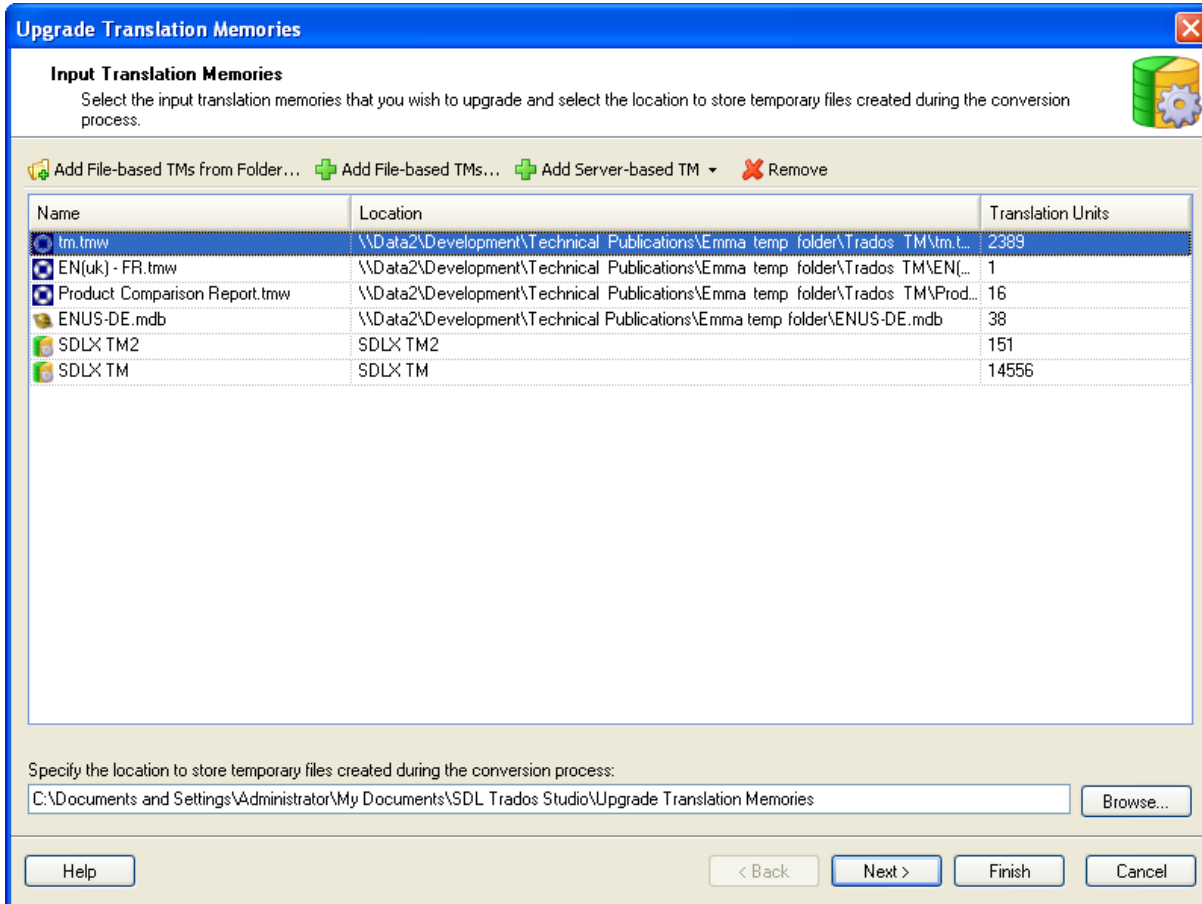 Upgrade Translation Memories
Input Translation Memories
Select the input translation memories that you wish to upgrade and select the location to store temporary files created during the conversion
process.
Add File-based TMs from Folder... Add File-based TMs... Add Server-based TM Remove
Name Location Translation Units
tm.tmw \\Data2\Development\Technical Publications\Emma temp folder\Trados TM\tm.t... 2389
EN(uk) - FR.tmw \\Data2\Development\Technical Publications\Emma temp folder\Trados TM\EN(... 1
Product Comparison Report.tmw \\Data2\Development\Technical Publications\Emma temp folder\Trados TM\Prod... 16
ENUS-DE.mdb \\Data2\Development\Technical Publications\Emma temp folder\ENUS-DE.mdb 38
SDLX TM2 SDLX TM2 151
SDLX TM SDLX TM 14556
Specify the location to store temporary files created during the conversion process:
C:\Documents and Settings\Administrator\My Documents\SDL Trados Studio\Upgrade Translation Memories Browse...
Help < Back Next > Finish Cancel